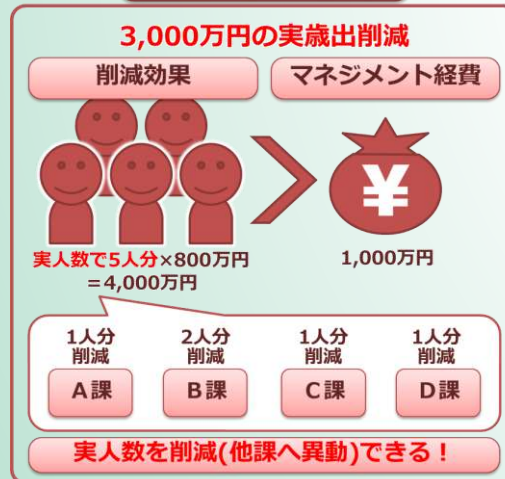 3,000万円の実歳出削減
削減効果
マネジメント経費
¥
実人数で5人分×800万円
=4,000万円
1,000万円
1人分
削減
A課
2人分
削減
B課
1人分
削減
C課
1人分
削減
D課
実人数を削減(他課へ異動)できる！